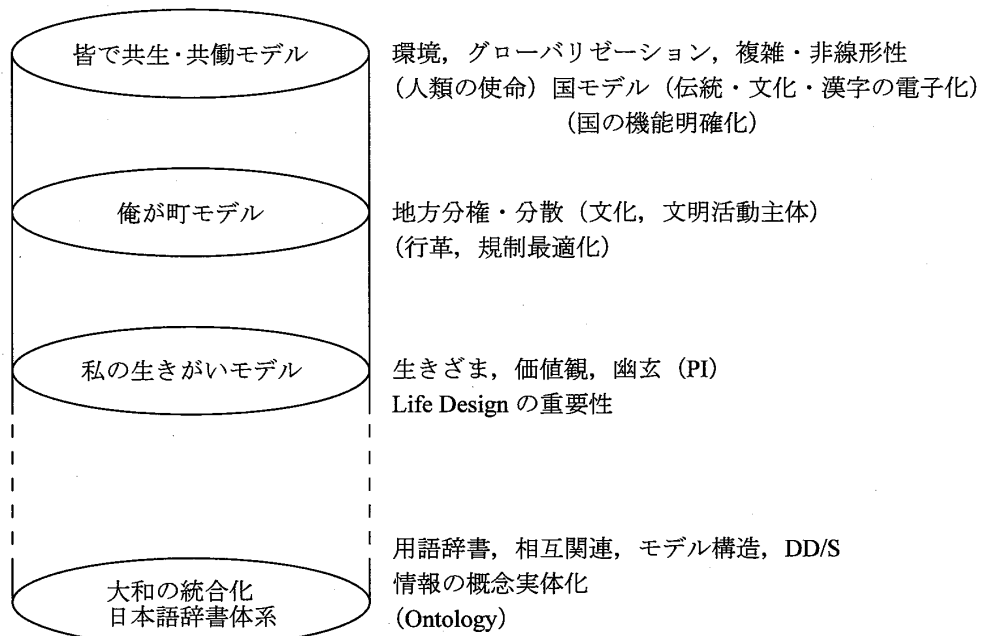 皆で共生・共働モデル
環境，グローバリゼーション，複雑・非線形性
（人類の使命）国モデル（伝統・文化・漢字の電子化）
（国の機能明確化）
俺が町モデル
地方分権・分散（文化，文明活動主体）
（行革，規制最適化）
私の生きがいモデル
生きざま，価値観，幽玄（PI）
Life Design の重要性
大和の統合化
日本語辞書体系
用語辞書，相互関連，モデル構造，DD/S
情報の概念実体化
（Ontology）